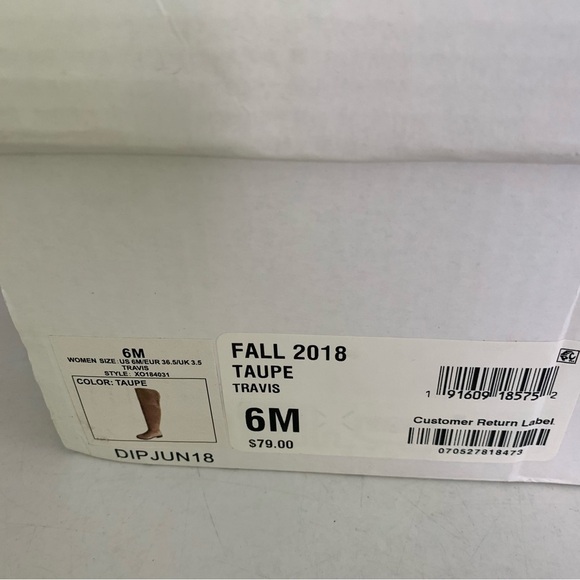 6M
WOMEN SIZE :US 6M/EUR 36.5/UK 3.5
TRAVIS
STYLE: XO184031
COLOR: TAUPE
DIPJUN18
FALL 2018
TAUPE
TRAVIS
6M
$79.00
1 91609 18575 2
Customer Return Label
070527818473